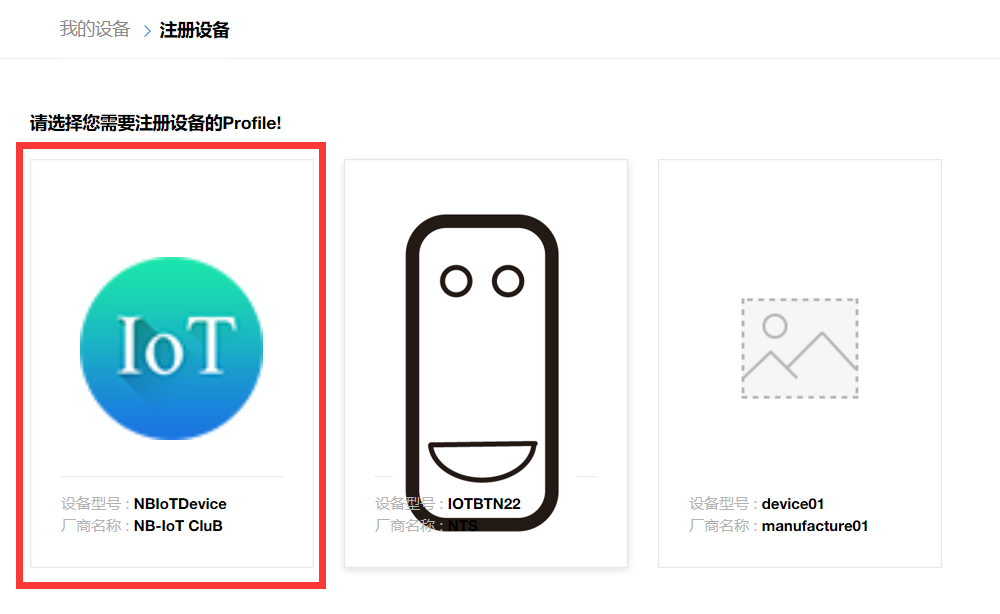 我的设备 > 注册设备
请选择您需要注册设备的Profile!
IoT
设备型号 : NBIoTDevice
厂商名称 : NB-IoT CluB
设备型号 : IOTBTN22
厂商名称 : NTS
设备型号 : device01
厂商名称 : manufacture01